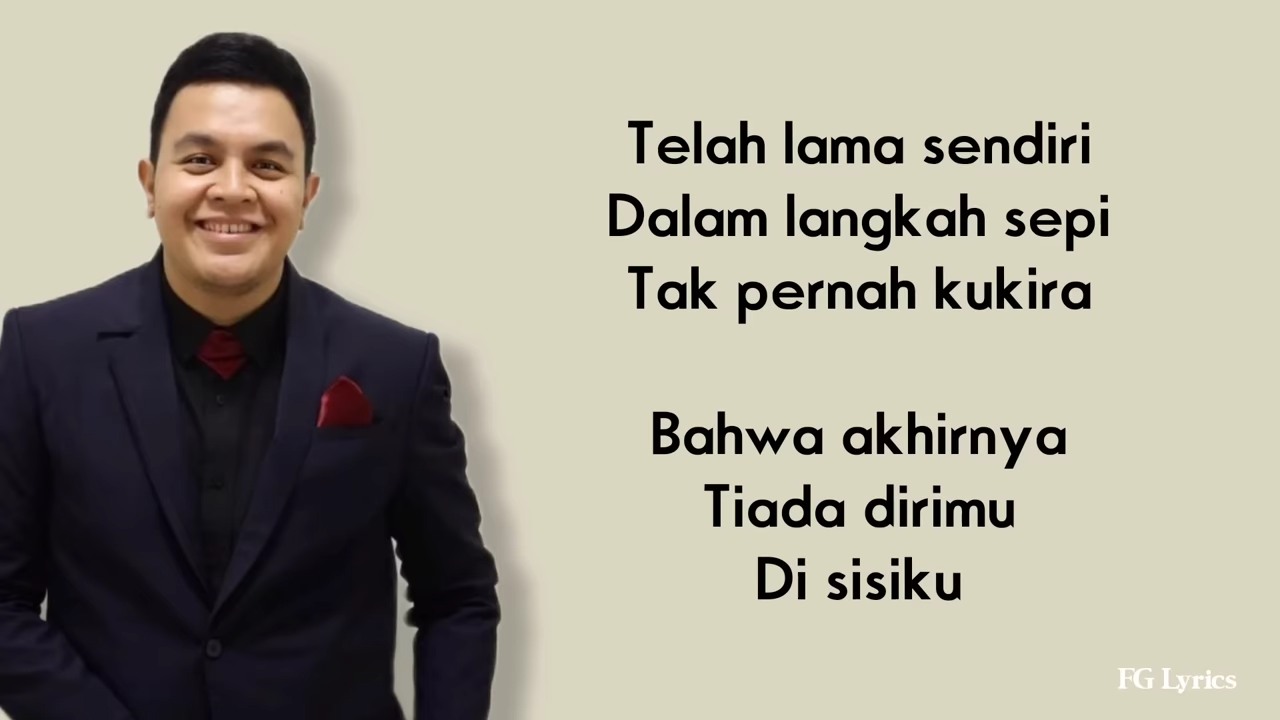 Telah lama sendiri
Dalam langkah sepi
Tak pernah kukira
Bahwa akhirnya
Tiada dirimu
Di sisiku
FG Lyrics